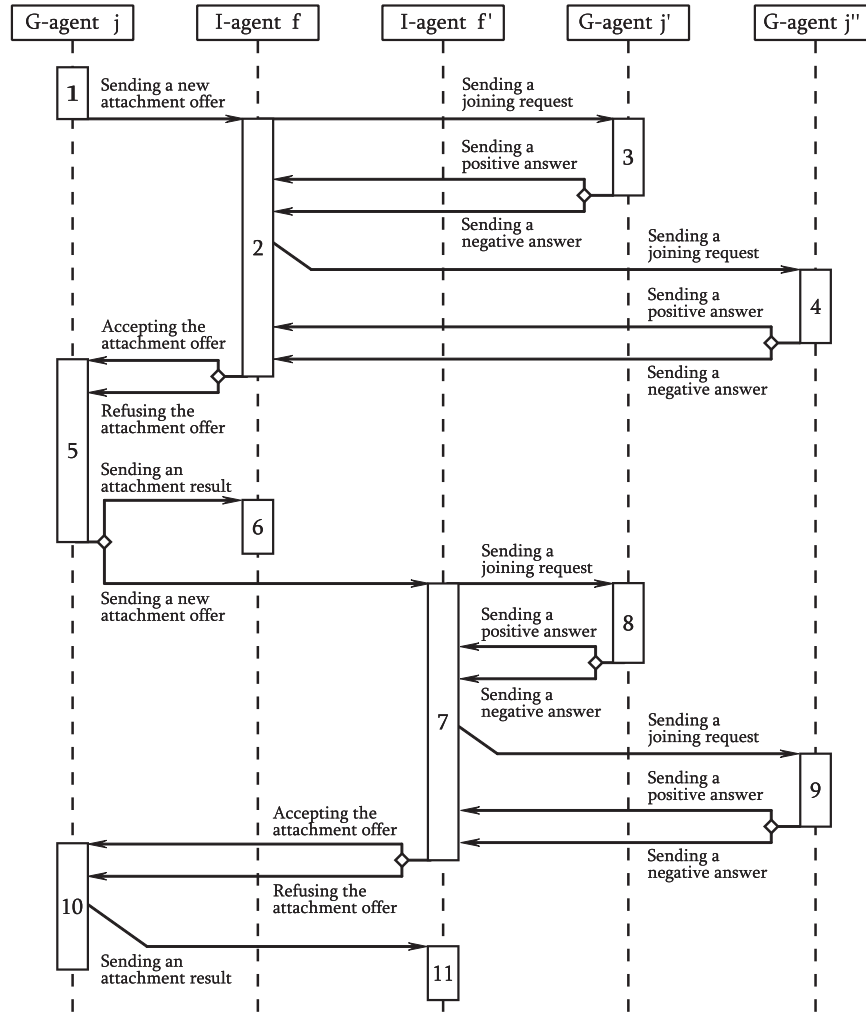 G-agent j
I-agent f
I-agent f'
G-agent j'
G-agent j"
1
Sending a new
attachment offer
Sending a
joining request
3
Sending a
positive answer
Sending a
negative answer
2
Sending a
joining request
4
Sending a
positive answer
Accepting the
attachment offer
Sending a
negative answer
Refusing the
attachment offer
5
Sending an
attachment result
6
Sending a new
attachment offer
Sending a
joining request
8
Sending a
positive answer
Sending a
negative answer
7
Sending a
joining request
9
Sending a
positive answer
Accepting the
attachment offer
Sending a
negative answer
Refusing the
attachment offer
10
Sending an
attachment result
11